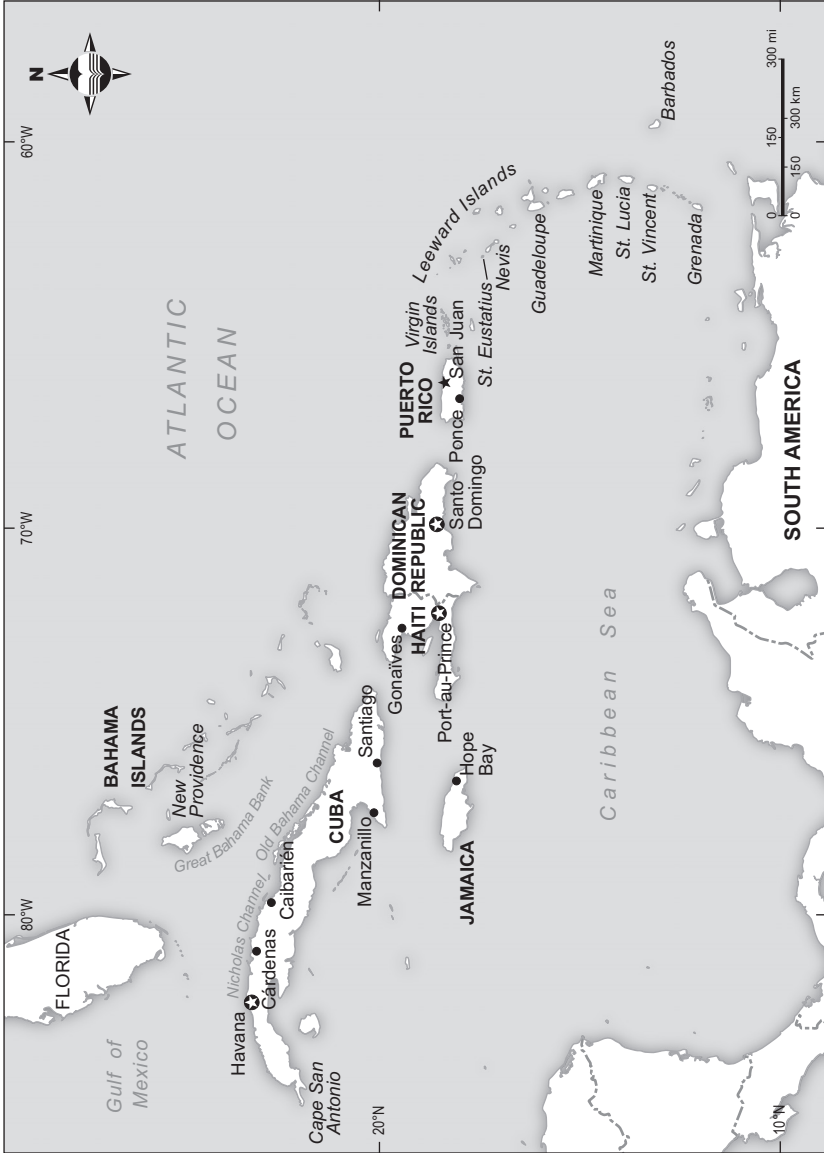 N
80°W
70°W
60°W
20°N
10°N
Gulf of
Mexico
FLORIDA
BAHAMA
ISLANDS
New
Providence
Great Bahama Bank
ATLANTIC
OCEAN
Nicholas Channel
Old Bahama Channel
Havana
Cárdenas
Caibarién
CUBA
Cape San
Antonio
Manzanillo
Santiago
JAMAICA
Hope
Bay
Gonaïves
HAITI
Port-au-Prince
DOMINICAN
REPUBLIC
Santo
Domingo
PUERTO
RICO
Ponce
San Juan
Virgin
Islands
Leeward Islands
St. Eustatius
Nevis
Guadeloupe
Martinique
St. Lucia
St. Vincent
Barbados
Grenada
Caribbean Sea
SOUTH AMERICA
0 150 300 mi
0 150 300 km